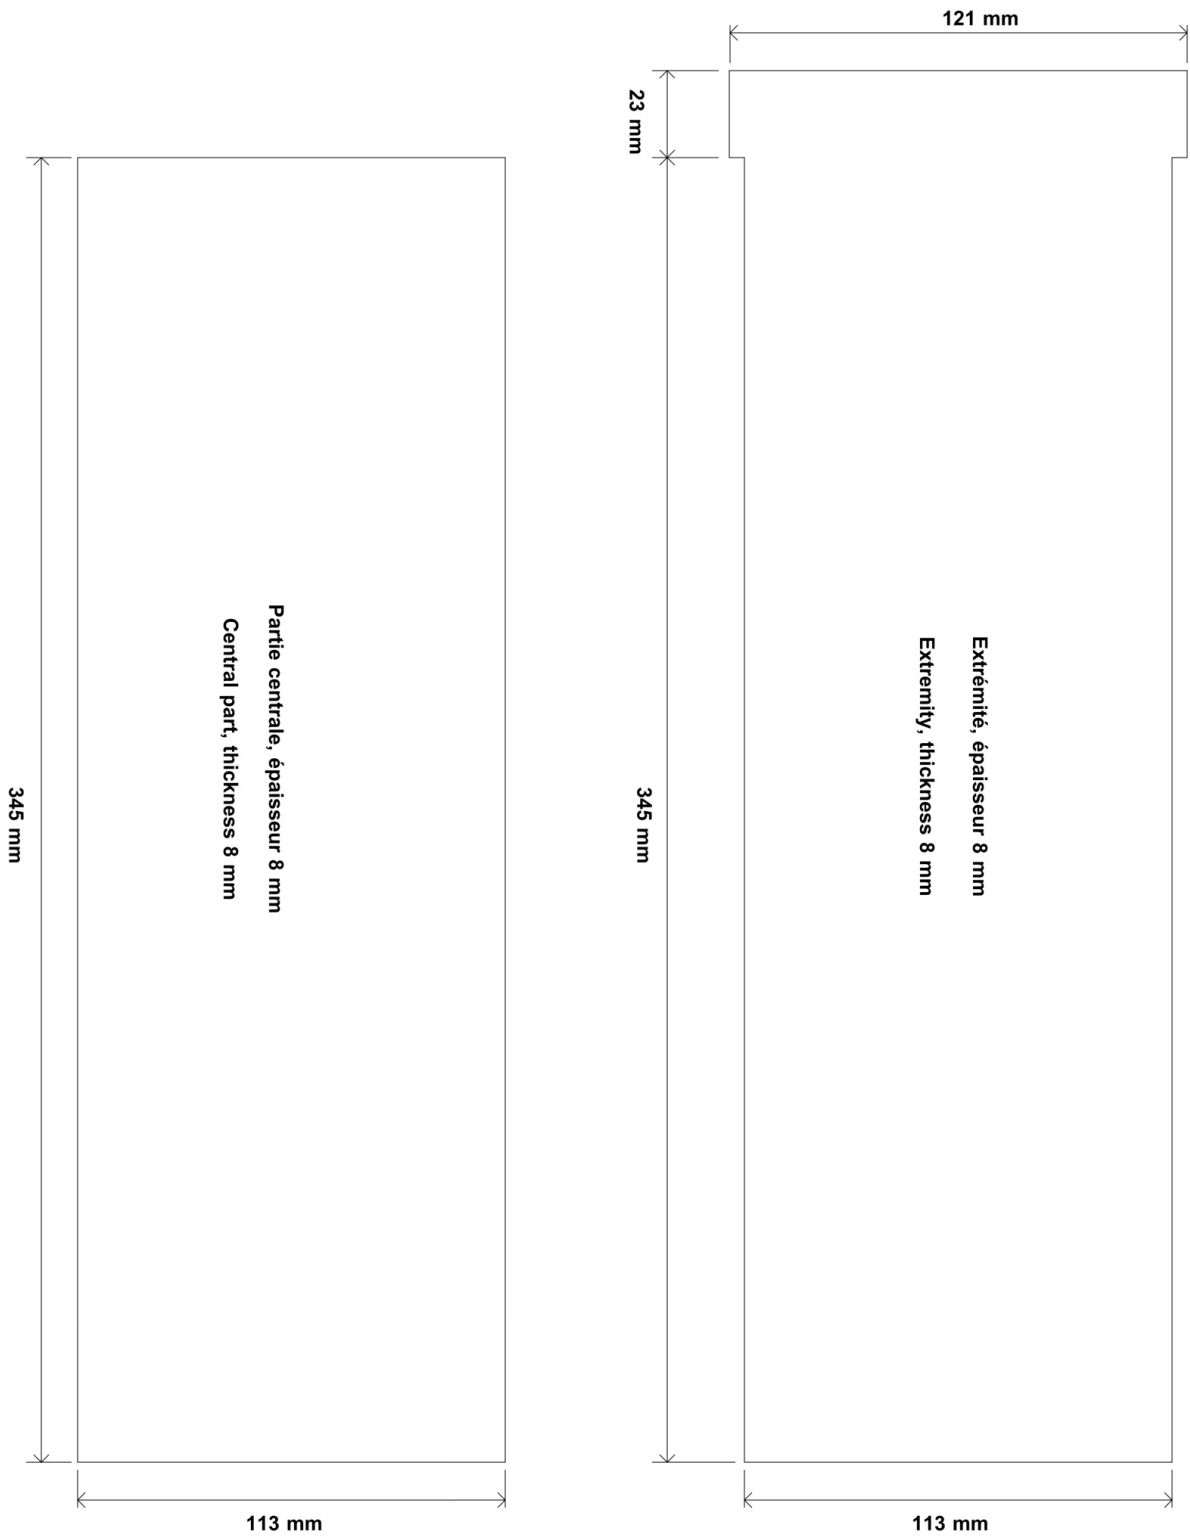 121 mm
23 mm
Partie centrale, épaisseur 8 mm
Central part, thickness 8 mm
345 mm
113 mm
Extrémité, épaisseur 8 mm
Extremity, thickness 8 mm
345 mm
113 mm